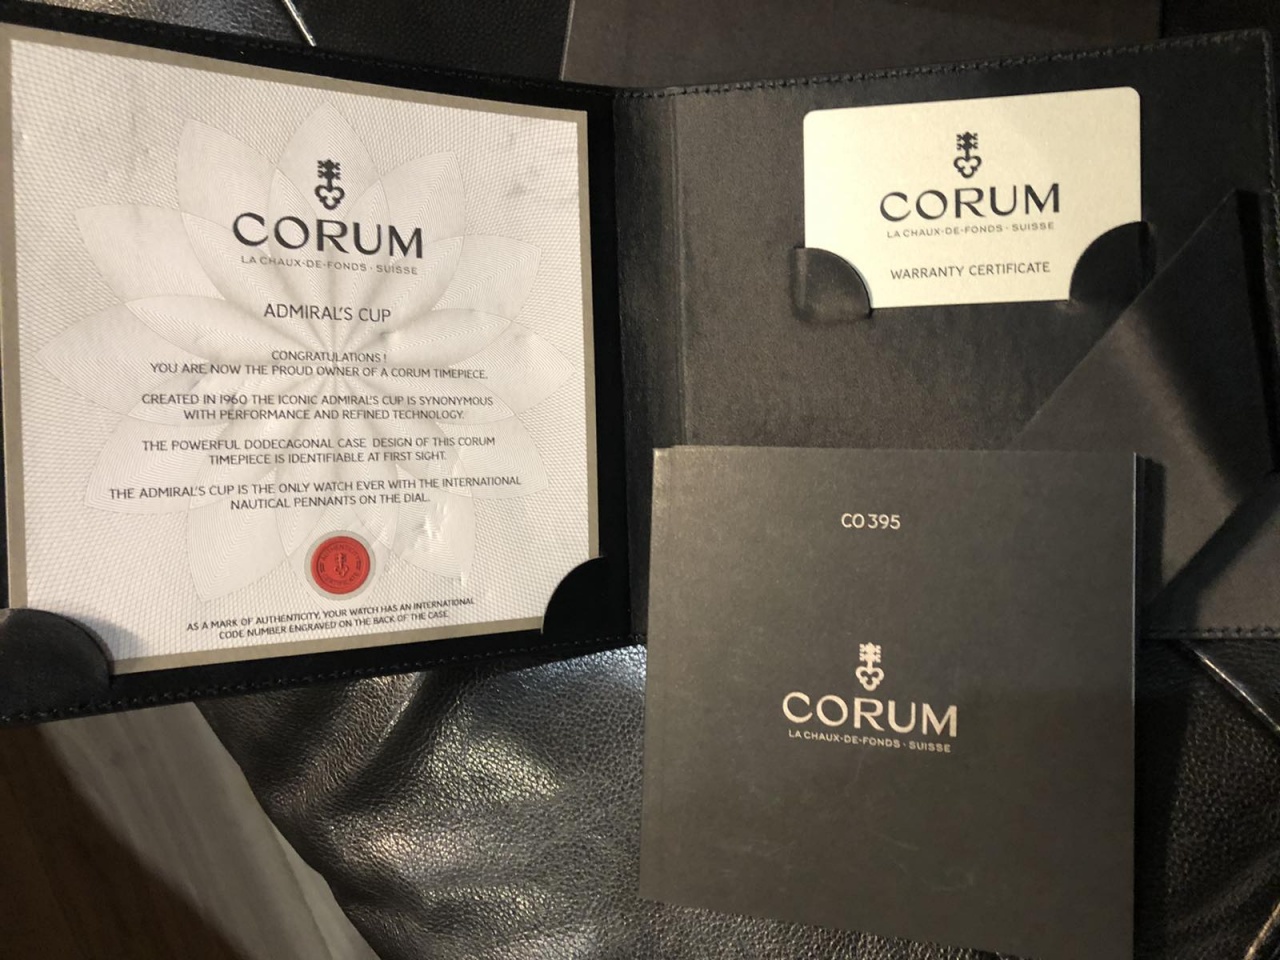 CORUM
LA CHAUX-DE-FONDS · SUISSE
ADMIRAL'S CUP
CONGRATULATIONS !
YOU ARE NOW THE PROUD OWNER OF A CORUM TIMEPIECE.
CREATED IN 1960 THE ICONIC ADMIRAL'S CUP IS SYNONYMOUS
WITH PERFORMANCE AND REFINED TECHNOLOGY.
THE POWERFUL DODECAGONAL CASE DESIGN OF THIS CORUM
TIMEPIECE IS IDENTIFIABLE AT FIRST SIGHT.
THE ADMIRAL'S CUP IS THE ONLY WATCH EVER WITH THE INTERNATIONAL
NAUTICAL PENNANTS ON THE DIAL.
AS A MARK OF AUTHENTICITY, YOUR WATCH HAS AN INTERNATIONAL
CODE NUMBER ENGRAVED ON THE BACK OF THE CASE.
CORUM
LA CHAUX-DE-FONDS · SUISSE
WARRANTY CERTIFICATE
CO 395
CORUM
LA CHAUX-DE-FONDS · SUISSE